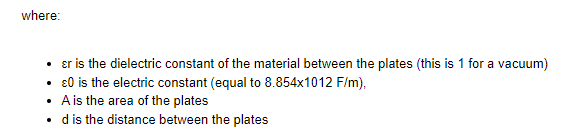 where:
• εr is the dielectric constant of the material between the plates (this is 1 for a vacuum)
• ε0 is the electric constant (equal to 8.854x1012 F/m),
• A is the area of the plates
• d is the distance between the plates